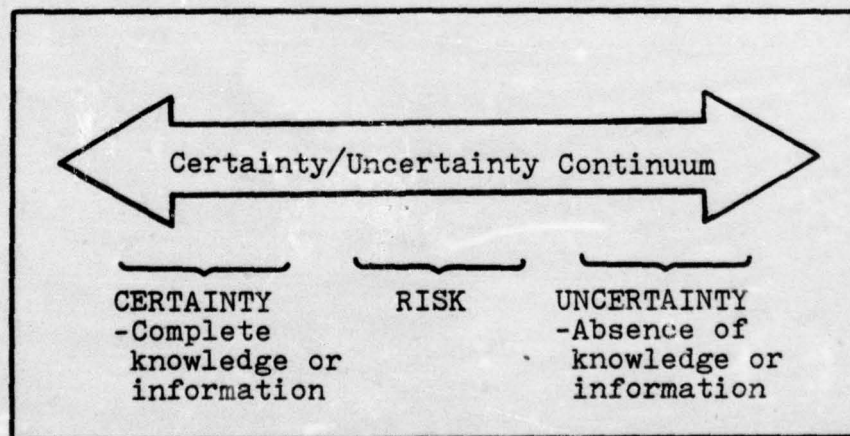 Certainty/Uncertainty Continuum
CERTAINTY
-Complete
knowledge or
information
RISK
UNCERTAINTY
-Absence of
knowledge or
information